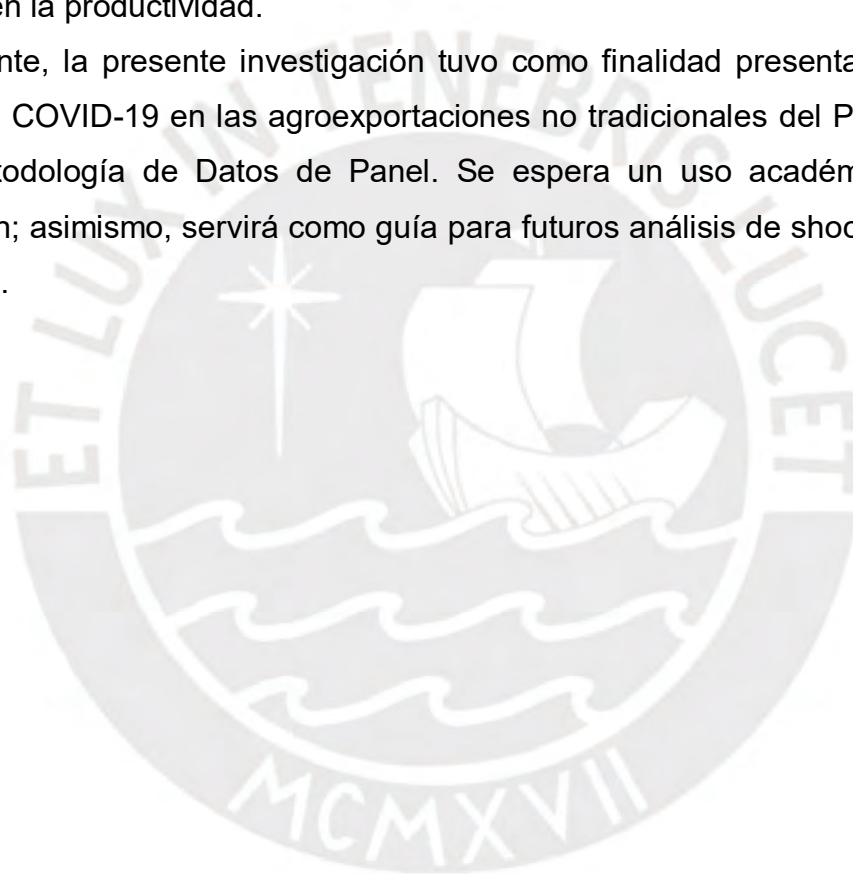 en la productividad.
nte, la presente investigación tuvo como finalidad presenta
COVID-19 en las agroexportaciones no tradicionales del P
todología de Datos de Panel. Se espera un uso académ
n; asimismo, servirá como guía para futuros análisis de shoc
.
ET LUX IN TENEBRIS LUCET
MCMXVII